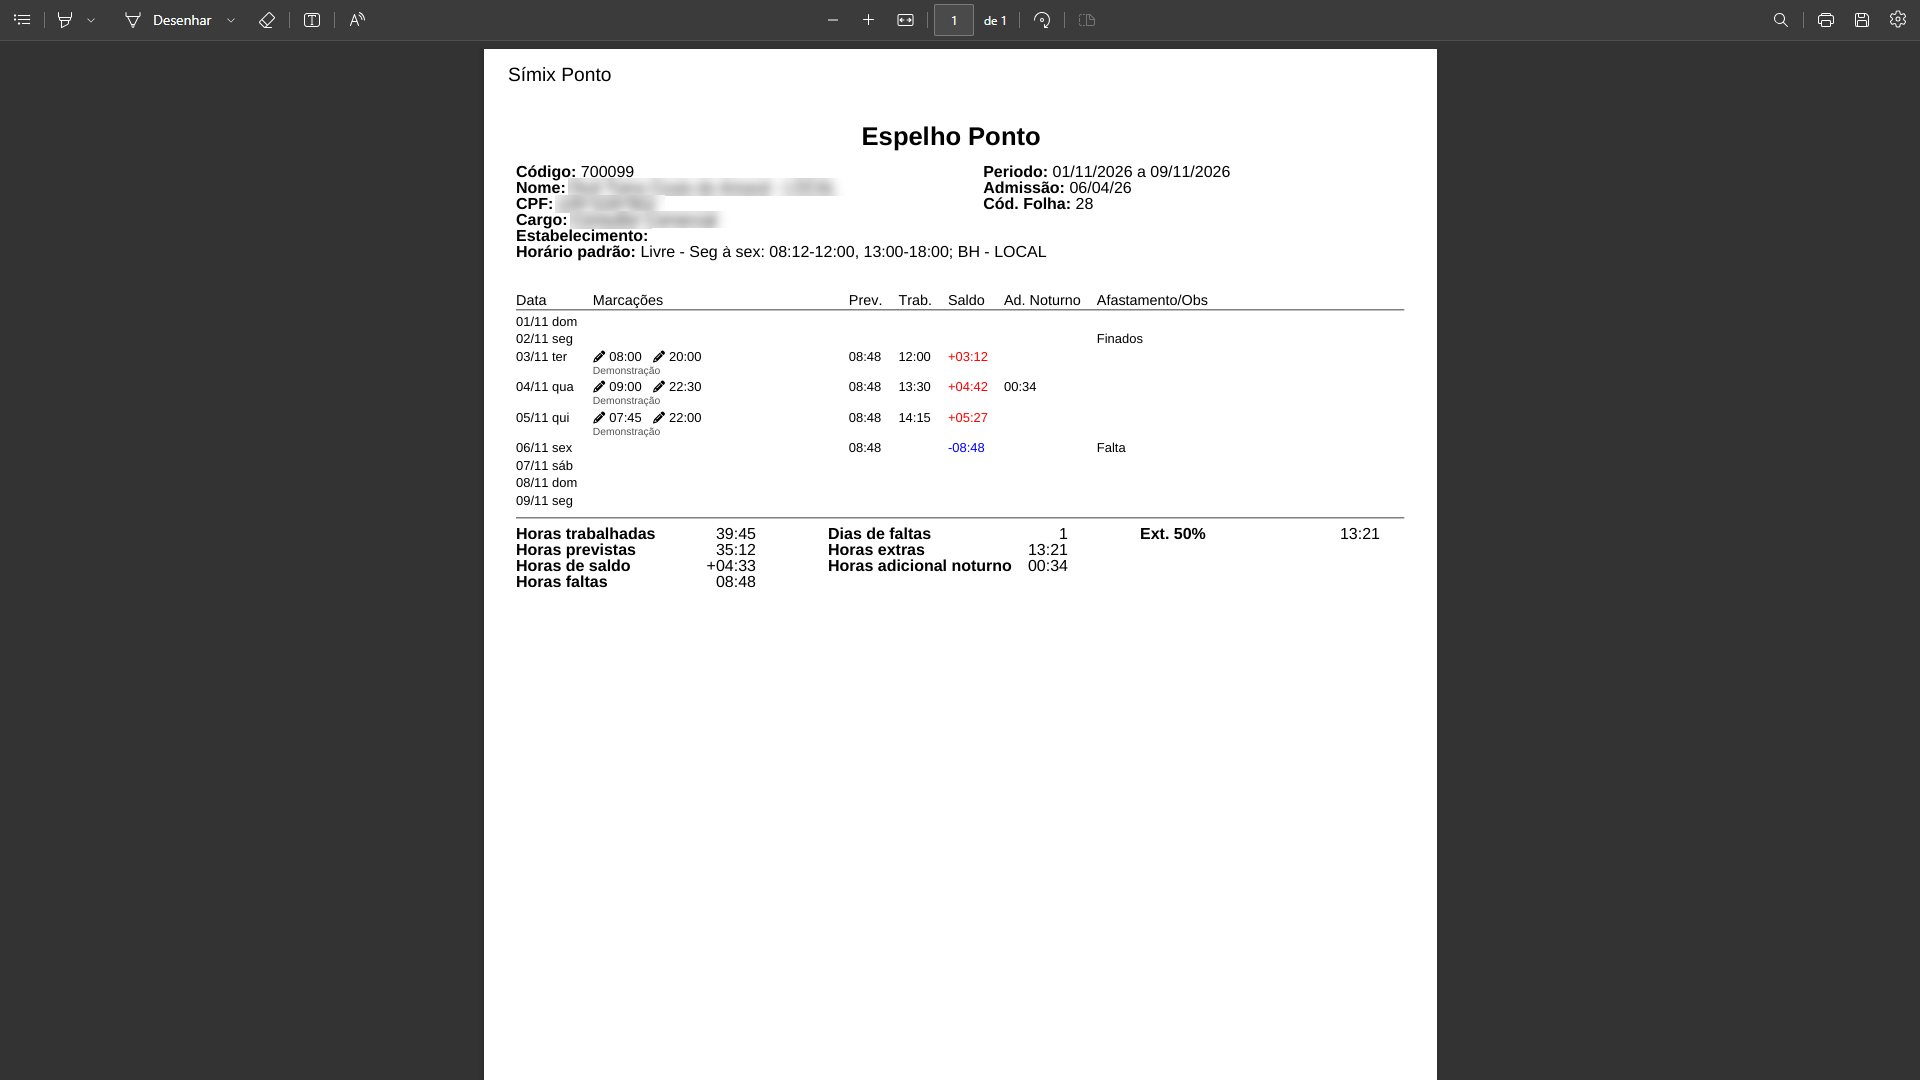 Desenhar
1 de 1
Símix Ponto
Espelho Ponto
Código: 700099 Periodo: 01/11/2026 a 09/11/2026
Nome: Admissão: 06/04/26
CPF: Cód. Folha: 28
Cargo:
Estabelecimento:
Horário padrão: Livre - Seg à sex: 08:12-12:00, 13:00-18:00; BH - LOCAL
Data Marcações Prev. Trab. Saldo Ad. Noturno Afastamento/Obs
01/11 dom
02/11 seg Finados
03/11 ter 08:00 20:00 08:48 12:00 +03:12
Demonstração
04/11 qua 09:00 22:30 08:48 13:30 +04:42 00:34
Demonstração
05/11 qui 07:45 22:00 08:48 14:15 +05:27
Demonstração
06/11 sex 08:48 -08:48 Falta
07/11 sáb
08/11 dom
09/11 seg
Horas trabalhadas 39:45 Dias de faltas 1 Ext. 50% 13:21
Horas previstas 35:12 Horas extras 13:21
Horas de saldo +04:33 Horas adicional noturno 00:34
Horas faltas 08:48